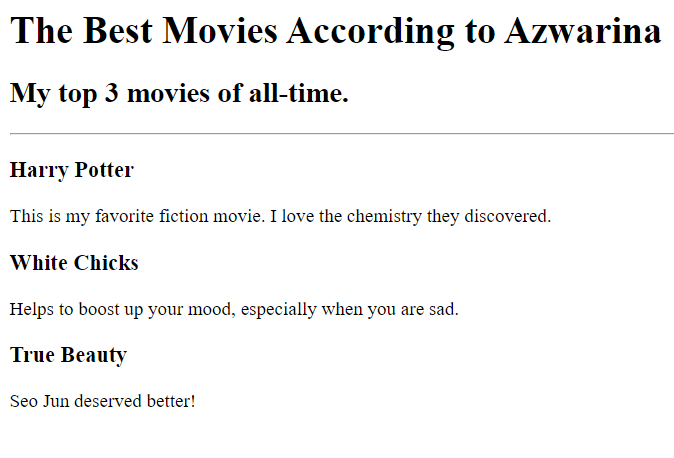 The Best Movies According to Azwarina
My top 3 movies of all-time.
Harry Potter
This is my favorite fiction movie. I love the chemistry they discovered.
White Chicks
Helps to boost up your mood, especially when you are sad.
True Beauty
Seo Jun deserved better!